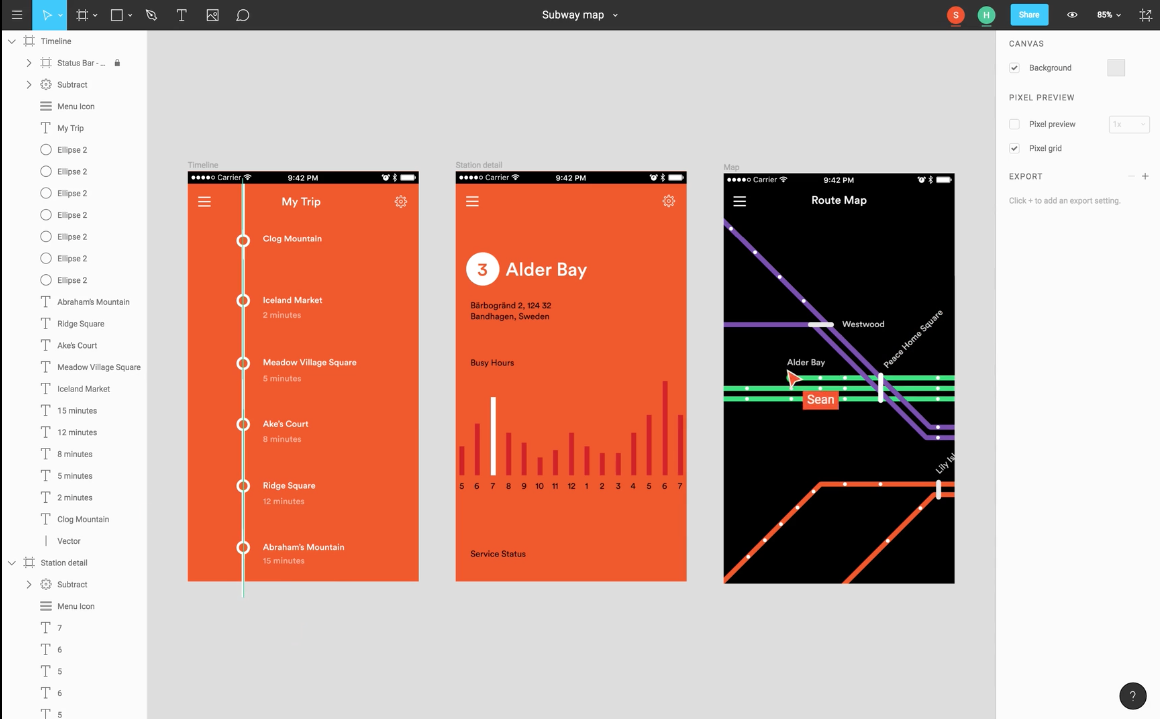 Subway map
S
H
Share
85%
Timeline
Status Bar -...
Subtract
Menu Icon
My Trip
Ellipse 2
Ellipse 2
Ellipse 2
Ellipse 2
Ellipse 2
Ellipse 2
Ellipse 2
Abraham's Mountain
Ridge Square
Ake's Court
Meadow Village Square
Iceland Market
15 minutes
12 minutes
8 minutes
5 minutes
2 minutes
Clog Mountain
Vector
Station detail
Subtract
Menu Icon
7
6
5
6
5
Timeline
Carrier
9:42 PM
My Trip
Clog Mountain
Iceland Market
2 minutes
Meadow Village Square
5 minutes
Ake's Court
8 minutes
Ridge Square
12 minutes
Abraham's Mountain
15 minutes
Station detail
Carrier
9:42 PM
3 Alder Bay
Bärbogränd 2, 124 32
Bandhagen, Sweden
Busy Hours
5 6 7 8 9 10 11 12 1 2 3 4 5 6 7
Service Status
Map
Carrier
9:42 PM
Route Map
Westwood
Peace Home Square
Alder Bay
Sean
Lily Isl
CANVAS
Background
PIXEL PREVIEW
Pixel preview
1x
Pixel grid
EXPORT
Click + to add an export setting.
?